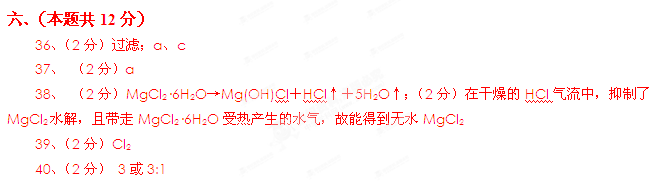 六、（本题共 12 分）
36、（2 分）过滤；a、c
37、（2 分）a
38、（2 分）MgCl₂·6H₂O→Mg(OH)Cl＋HCl↑＋5H₂O↑；（2 分）在干燥的 HCl 气流中，抑制了
MgCl₂水解，且带走 MgCl₂·6H₂O 受热产生的水气，故能得到无水 MgCl₂
39、（2 分）Cl₂
40、（2 分） 3 或 3:1